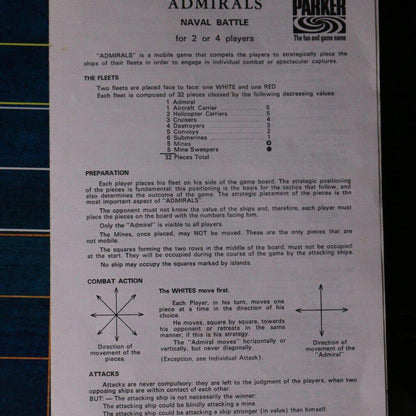 ADMIRALS
NAVAL BATTLE
for 2 or 4 players
PARKER
The fun and game name
"ADMIRALS" is a mobile game that compels the players to strategically place the
ships of their fleets in order to engage in individual combat or spectacular captures.
THE FLEETS
Two fleets are placed face to face: one WHITE and one RED.
Each fleet is composed of 32 pieces classed by the following decreasing values:
1 Admiral
1 Aircraft Carrier 6
2 Helicopter Carriers 5
3 Cruisers 4
4 Destroyers 3
5 Convoys 2
6 Submarines 1
5 Mines
6 Mine Sweepers
32 Pieces Total
PREPARATION
Each player places his fleet on his side of the game board. The strategic positioning
of the pieces is fundamental; this positioning is the basis for the tactics that follow, and
also determines the outcome of the game. The strategic placement of the pieces is the
most important aspect of "ADMIRALS".
The opponent must not know the value of the ships and, therefore, each player must
place the pieces on the board with the numbers facing him.
Only the "Admiral" is visible to all players.
The Mines, once placed, may NOT be moved. These are the only pieces that are
not mobile.
The squares forming the two rows in the middle of the board, must not be occupied
at the start. They will be occupied during the course of the game by the attacking ships.
No ship may occupy the squares marked by islands.
COMBAT ACTION
The WHITES move first.
Each Player, in his turn, moves one
piece at a time in the direction of his
choice.
He moves, square by square, towards
his opponent or retreats in the same
manner, if this is his strategy.
The "Admiral moves" horizontally or
vertically, but never diagonally.
(Exception, see Individual Attack).
Direction of
movement of the
pieces.
Direction of
movement of the
"Admiral"
ATTACKS
Attacks are never compulsory: they are left to the judgment of the players, when two
opposing ships are within contact of each other.
BUT: — The attacking ship is not necessarily the winner:
The attacking ship could be blindly attacking a mine.
The attacking ship could be attacking a ship stronger (in value) than himself.